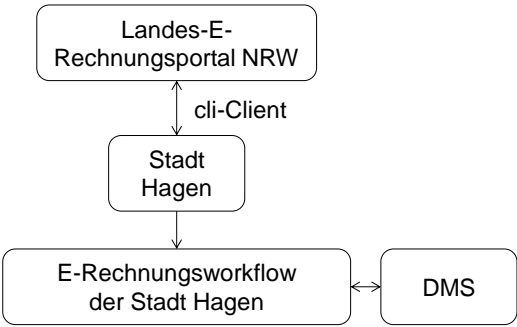 Landes-E-
Rechnungsportal NRW
cli-Client
Stadt
Hagen
E-Rechnungsworkflow
der Stadt Hagen
DMS